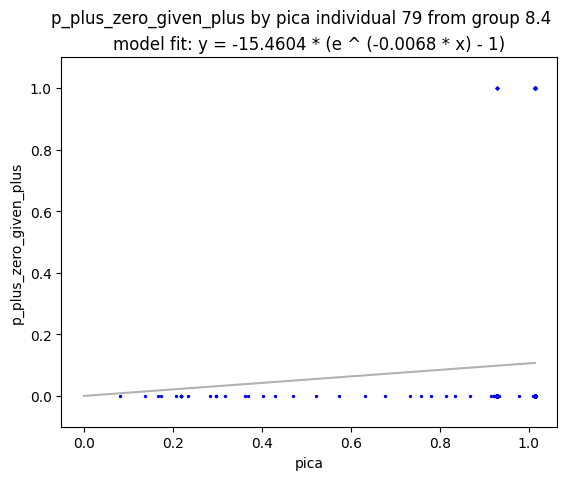 p_plus_zero_given_plus by pica individual 79 from group 8.4
model fit: y = -15.4604 * (e ^ (-0.0068 * x) - 1)
1.0
0.8
0.6
0.4
0.2
0.0
p_plus_zero_given_plus
0.0 0.2 0.4 0.6 0.8 1.0
pica